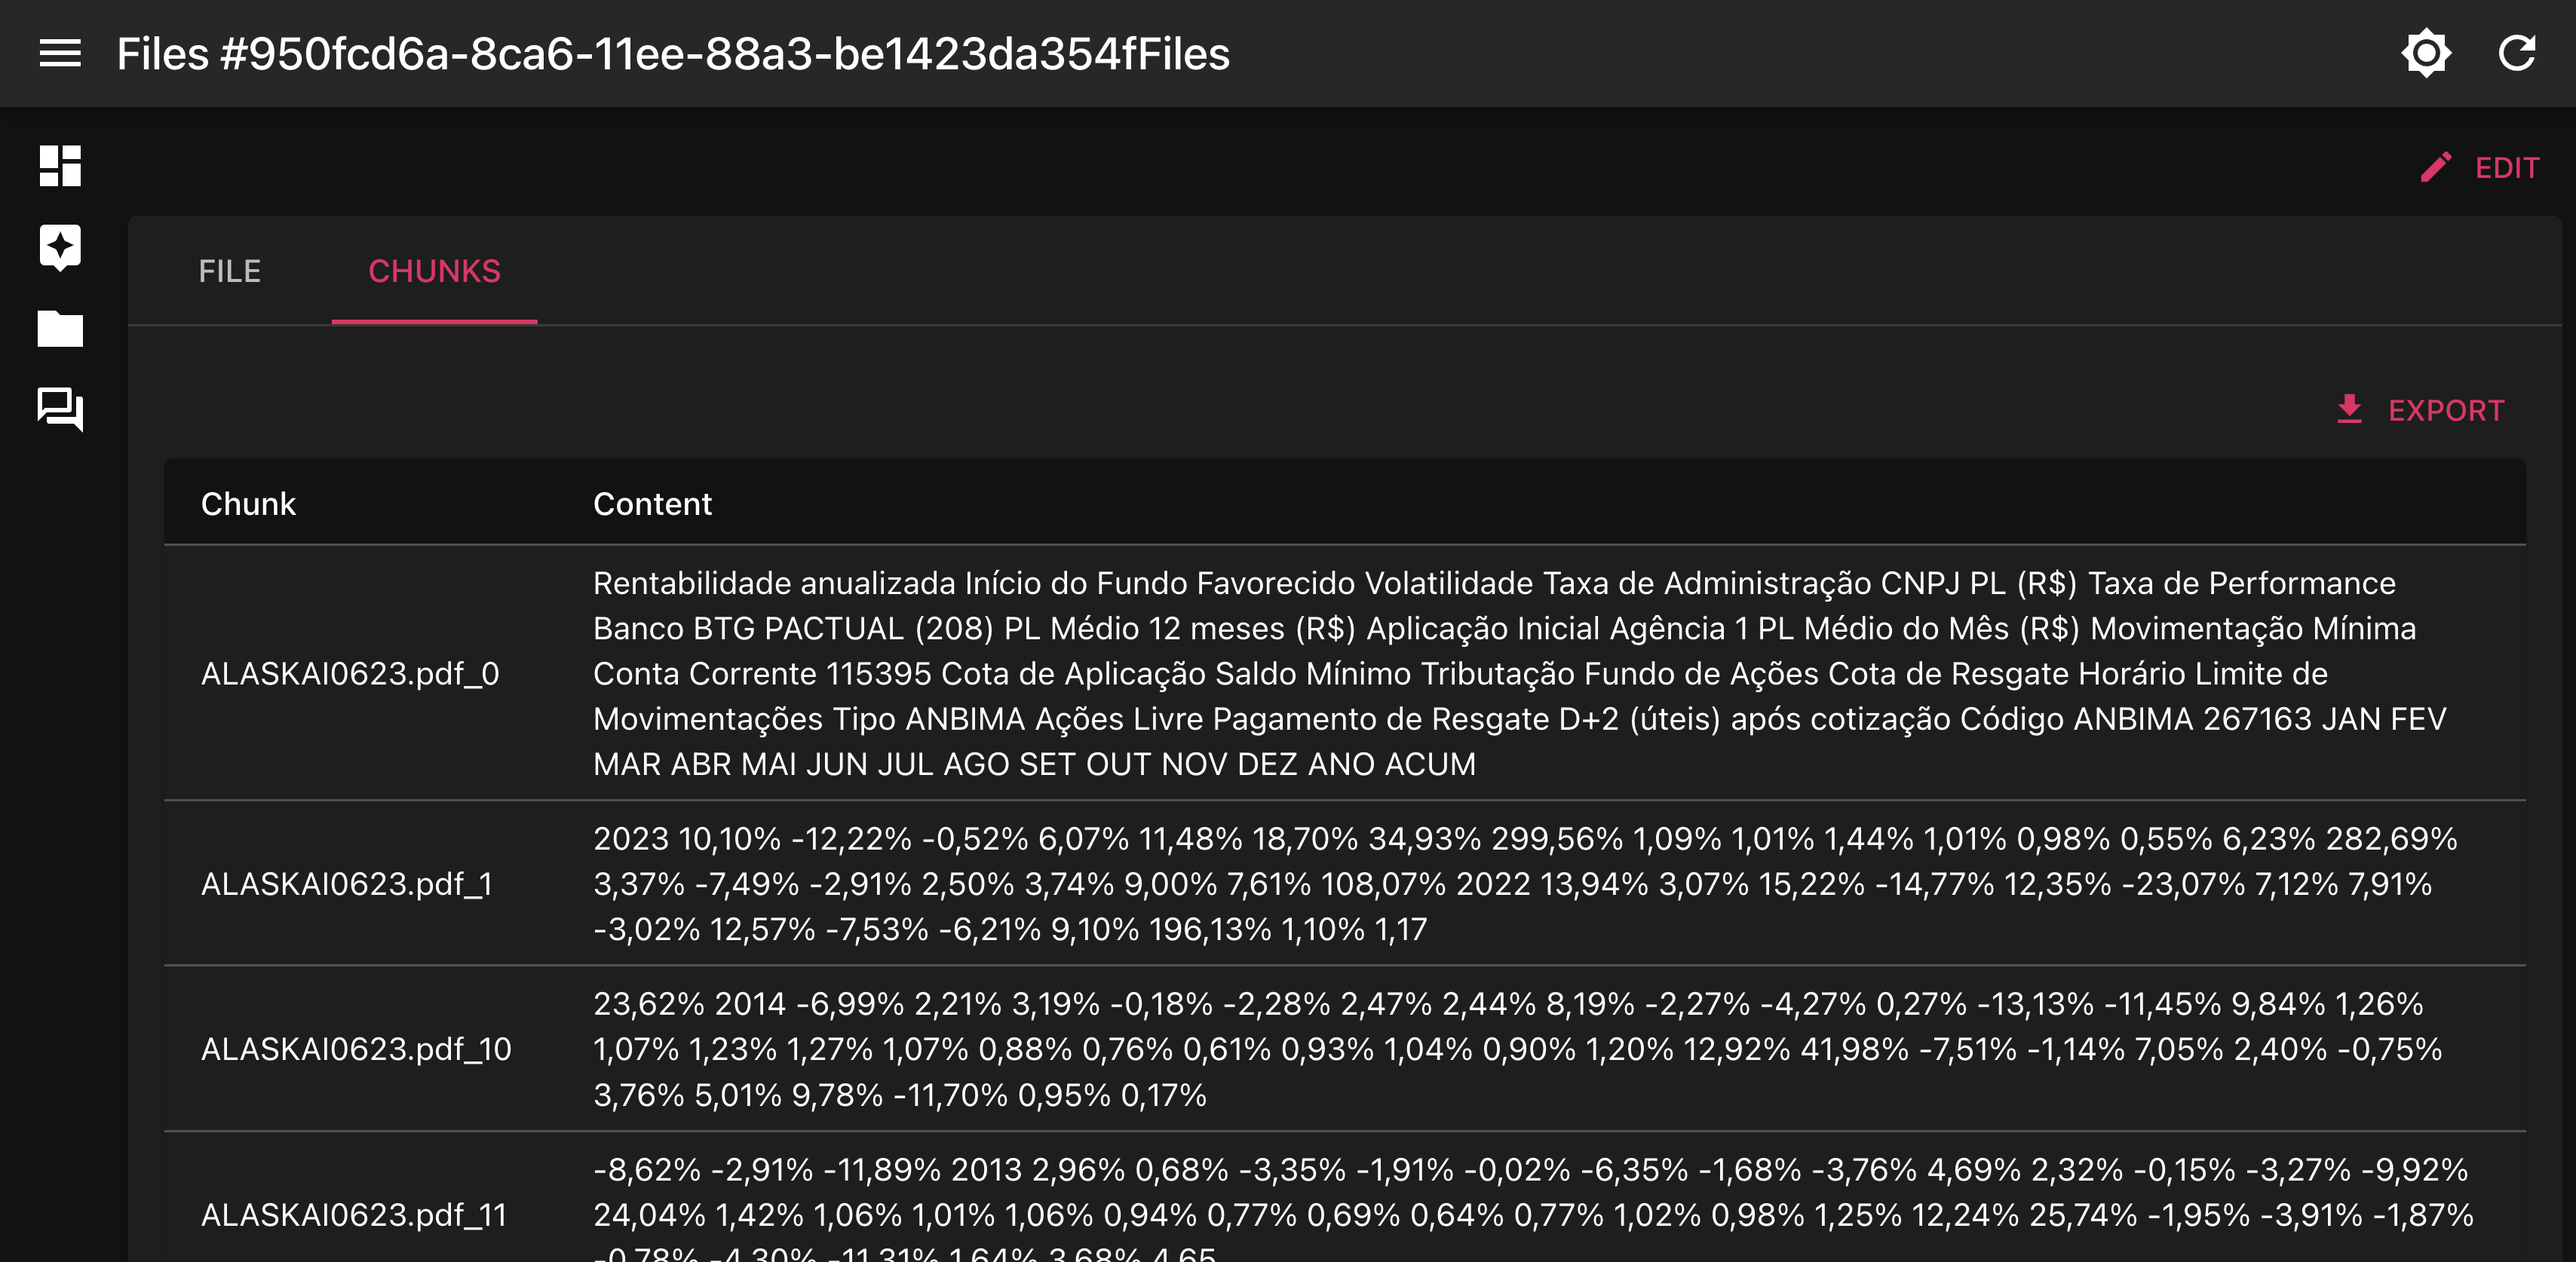 Files #950fcd6a-8ca6-11ee-88a3-be1423da354fFiles
EDIT
FILE
CHUNKS
EXPORT
Chunk
Content
ALASKAI0623.pdf_0
Rentabilidade anualizada Início do Fundo Favorecido Volatilidade Taxa de Administração CNPJ PL (R$) Taxa de Performance
Banco BTG PACTUAL (208) PL Médio 12 meses (R$) Aplicação Inicial Agência 1 PL Médio do Mês (R$) Movimentação Mínima
Conta Corrente 115395 Cota de Aplicação Saldo Mínimo Tributação Fundo de Ações Cota de Resgate Horário Limite de
Movimentações Tipo ANBIMA Ações Livre Pagamento de Resgate D+2 (úteis) após cotização Código ANBIMA 267163 JAN FEV
MAR ABR MAI JUN JUL AGO SET OUT NOV DEZ ANO ACUM
ALASKAI0623.pdf_1
2023 10,10% -12,22% -0,52% 6,07% 11,48% 18,70% 34,93% 299,56% 1,09% 1,01% 1,44% 1,01% 0,98% 0,55% 6,23% 282,69%
3,37% -7,49% -2,91% 2,50% 3,74% 9,00% 7,61% 108,07% 2022 13,94% 3,07% 15,22% -14,77% 12,35% -23,07% 7,12% 7,91%
-3,02% 12,57% -7,53% -6,21% 9,10% 196,13% 1,10% 1,17
ALASKAI0623.pdf_10
23,62% 2014 -6,99% 2,21% 3,19% -0,18% -2,28% 2,47% 2,44% 8,19% -2,27% -4,27% 0,27% -13,13% -11,45% 9,84% 1,26%
1,07% 1,23% 1,27% 1,07% 0,88% 0,76% 0,61% 0,93% 1,04% 0,90% 1,20% 12,92% 41,98% -7,51% -1,14% 7,05% 2,40% -0,75%
3,76% 5,01% 9,78% -11,70% 0,95% 0,17%
ALASKAI0623.pdf_11
-8,62% -2,91% -11,89% 2013 2,96% 0,68% -3,35% -1,91% -0,02% -6,35% -1,68% -3,76% 4,69% 2,32% -0,15% -3,27% -9,92%
24,04% 1,42% 1,06% 1,01% 1,06% 0,94% 0,77% 0,69% 0,64% 0,77% 1,02% 0,98% 1,25% 12,24% 25,74% -1,95% -3,91% -1,87%
-0,78% -4,30% -11,31% 1,64% 3,68% 4,65